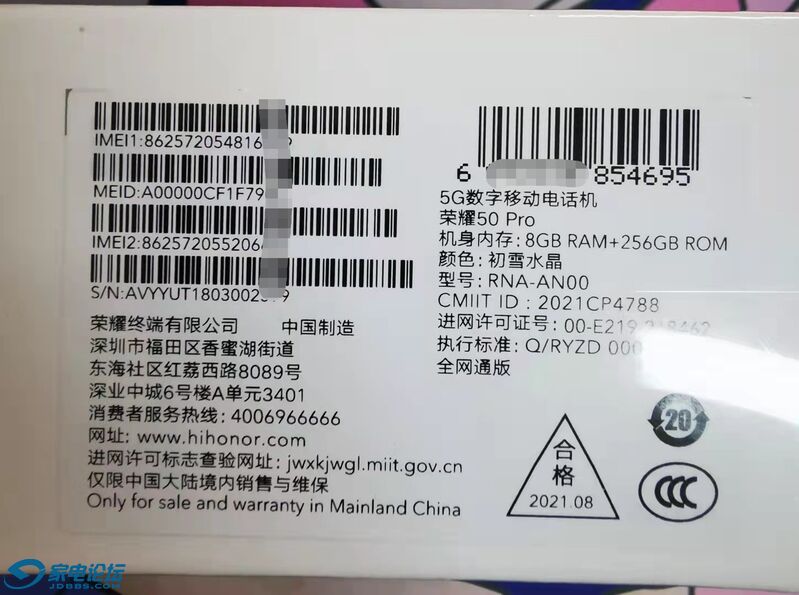 IMEI1:862572054816
MEID:A00000CF1F79
IMEI2:862572055206
S/N:AVYYUT1803002
荣耀终端有限公司 中国制造
深圳市福田区香蜜湖街道
东海社区红荔西路8089号
深业中城6号楼A单元3401
消费者服务热线: 4006966666
网址: www.hihonor.com
进网许可标志查验网址: jwxkjwgl.miit.gov.cn
仅限中国大陆境内销售与维保
Only for sale and warranty in Mainland China
6 854695
5G数字移动电话机
荣耀50 Pro
机身内存: 8GB RAM+256GB ROM
颜色: 初雪水晶
型号: RNA-AN00
CMIIT ID : 2021CP4788
进网许可证号: 00-E219
执行标准: Q/RYZD 000
全网通版
20
合格
2021.08
CCC
家电论坛
JDBBS.COM